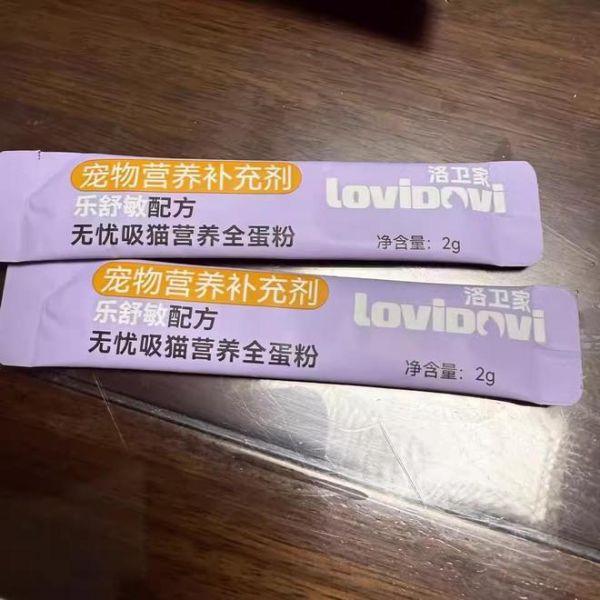 宠物营养补充剂
洛卫家
乐舒敏配方
LoviDovi
无忧吸猫营养全蛋粉
净含量：2g
宠物营养补充剂
洛卫家
乐舒敏配方
LoviDovi
无忧吸猫营养全蛋粉
净含量：2g